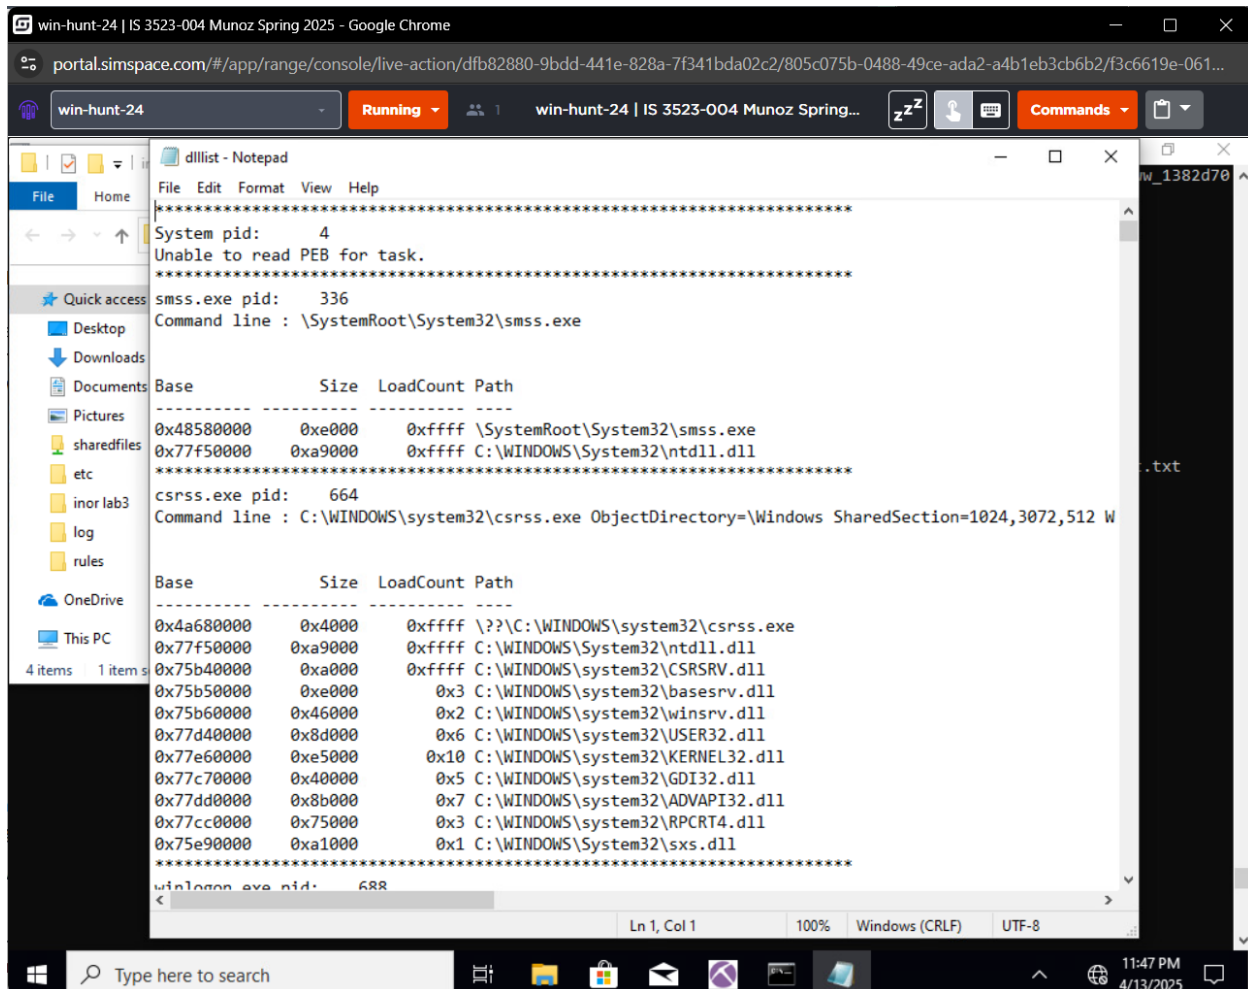 win-hunt-24 | IS 3523-004 Munoz Spring 2025 - Google Chrome
portal.simspace.com/#/app/range/console/live-action/dfb82880-9bdd-441e-828a-7f341bda02c2/805c075b-0488-49ce-ada2-a4b1eb3cb6b2/f3c6619e-061...
win-hunt-24 Running 1 win-hunt-24 | IS 3523-004 Munoz Spring... zzZ Commands
dlllist - Notepad
File Edit Format View Help
File Home
w_1382d70
.txt
Quick access
Desktop
Downloads
Documents
Pictures
sharedfiles
etc
inor lab3
log
rules
OneDrive
This PC
4 items 1 item s
**************************************************************************
System pid: 4
Unable to read PEB for task.
**************************************************************************
smss.exe pid: 336
Command line : \SystemRoot\System32\smss.exe
Base Size LoadCount Path
---------- ---------- ---------- ----
0x48580000 0xe000 0xffff \SystemRoot\System32\smss.exe
0x77f50000 0xa9000 0xffff C:\WINDOWS\System32\ntdll.dll
**************************************************************************
csrss.exe pid: 664
Command line : C:\WINDOWS\system32\csrss.exe ObjectDirectory=\Windows SharedSection=1024,3072,512 W
Base Size LoadCount Path
---------- ---------- ---------- ----
0x4a680000 0x4000 0xffff \??\C:\WINDOWS\system32\csrss.exe
0x77f50000 0xa9000 0xffff C:\WINDOWS\System32\ntdll.dll
0x75b40000 0xa000 0xffff C:\WINDOWS\system32\CSRSRV.dll
0x75b50000 0xe000 0x3 C:\WINDOWS\system32\basesrv.dll
0x75b60000 0x46000 0x2 C:\WINDOWS\system32\winsrv.dll
0x77d40000 0x8d000 0x6 C:\WINDOWS\system32\USER32.dll
0x77e60000 0xe5000 0x10 C:\WINDOWS\system32\KERNEL32.dll
0x77c70000 0x40000 0x5 C:\WINDOWS\system32\GDI32.dll
0x77dd0000 0x8b000 0x7 C:\WINDOWS\system32\ADVAPI32.dll
0x77cc0000 0x75000 0x3 C:\WINDOWS\system32\RPCRT4.dll
0x75e90000 0xa1000 0x1 C:\WINDOWS\system32\sxs.dll
**************************************************************************
winlogon.exe pid: 688
Ln 1, Col 1 100% Windows (CRLF) UTF-8
Type here to search
11:47 PM
4/13/2025